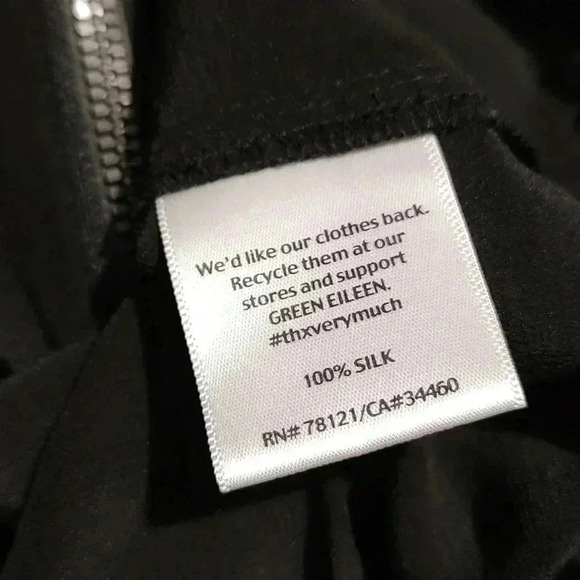 We'd like our clothes back.
Recycle them at our
stores and support
GREEN EILEEN.
#thxverymuch
100% SILK
RN# 78121/CA#34460